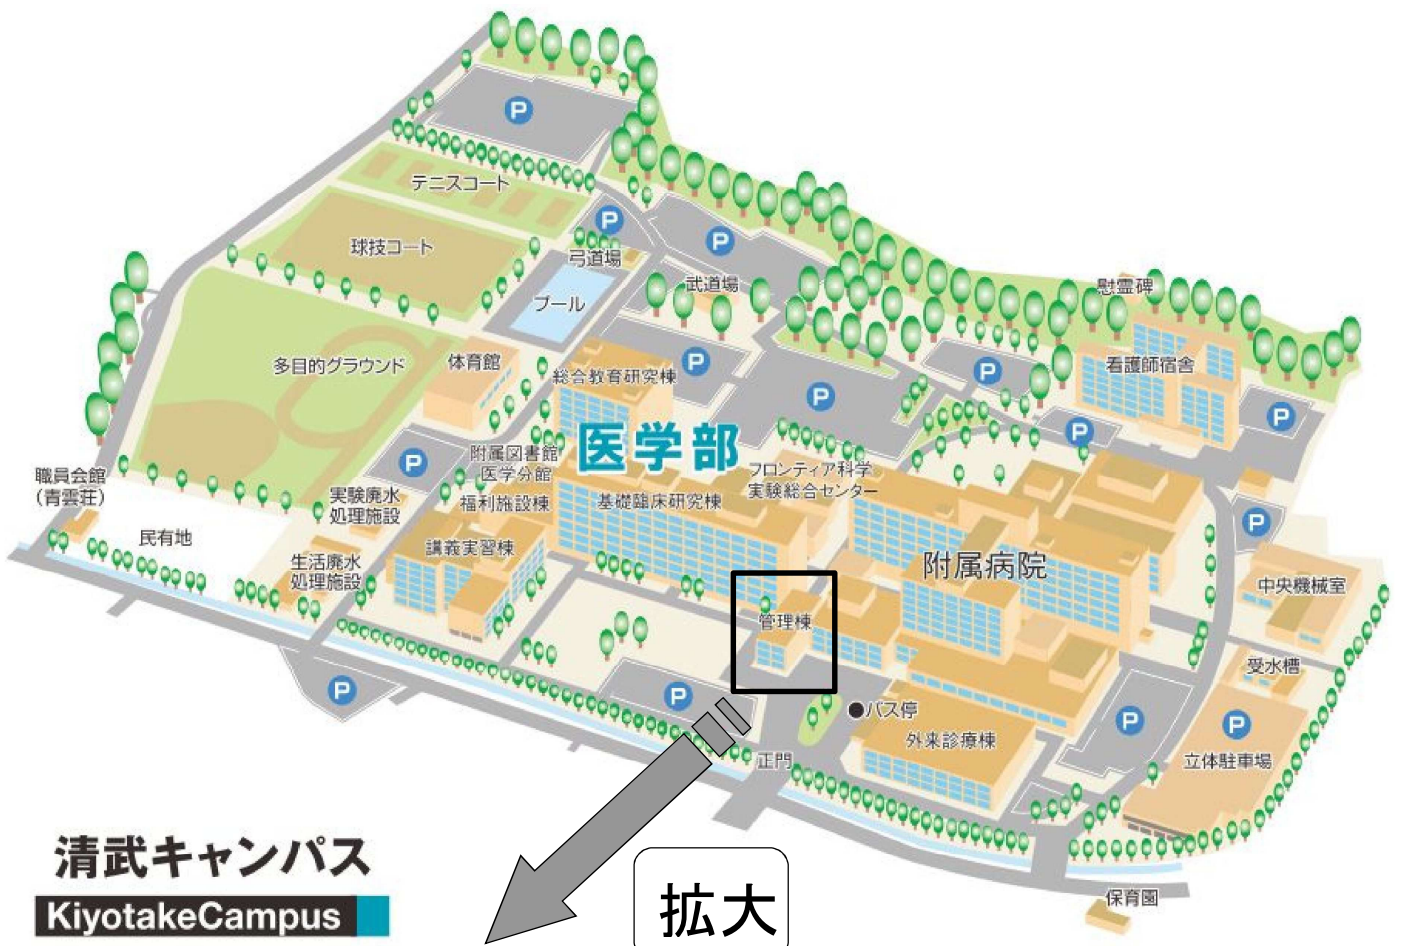 P
テニスコート
P
P
球技コート
弓道場
武道場
慰霊碑
プール
多目的グラウンド
体育館
総合教育研究棟
P
P
P
看護師宿舎
P
P
医学部
P
附属図書館
医学分館
フロンティア科学
実験総合センター
職員会館
(青雲荘)
実験廃水
処理施設
福利施設棟
基礎臨床研究棟
P
民有地
講義実習棟
生活廃水
処理施設
附属病院
中央機械室
管理棟
受水槽
P
P
バス停
P
P
外来診療棟
正門
立体駐車場
清武キャンパス
KiyotakeCampus
拡大
保育園